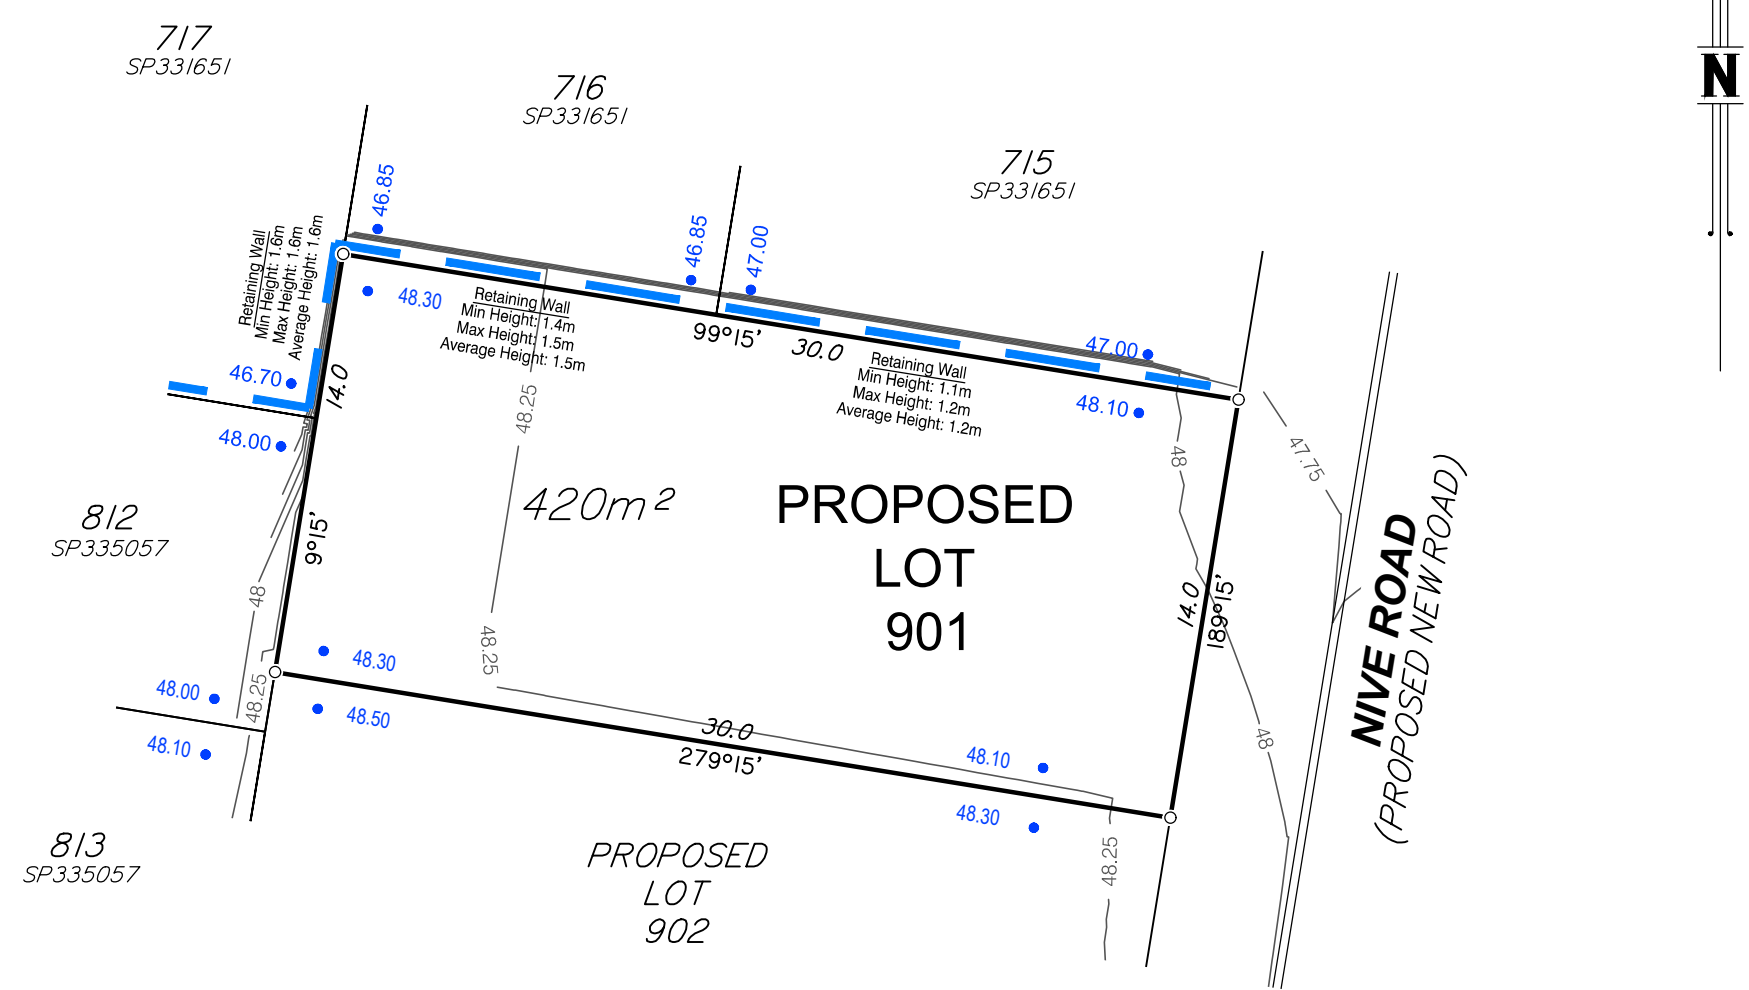 717
SP331651
716
SP331651
715
SP331651
N
46.85
46.85
47.00
Retaining Wall
Min Height: 1.6m
Max Height: 1.6m
Average Height: 1.6m
48.30
Retaining Wall
Min Height: 1.4m
Max Height: 1.5m
Average Height: 1.5m
99°15'
30.0
47.00
Retaining Wall
Min Height: 1.1m
Max Height: 1.2m
Average Height: 1.2m
48.10
46.70
14.0
48.25
48.00
48
47.75
420m²
PROPOSED
LOT
901
812
SP335057
9°15'
48
48.25
14.0
189°15'
NIVE ROAD
(PROPOSED NEW ROAD)
48.30
48.00
48.25
48.50
48.10
30.0
279°15'
48.10
48
48.30
813
SP335057
PROPOSED
LOT
902
48.25